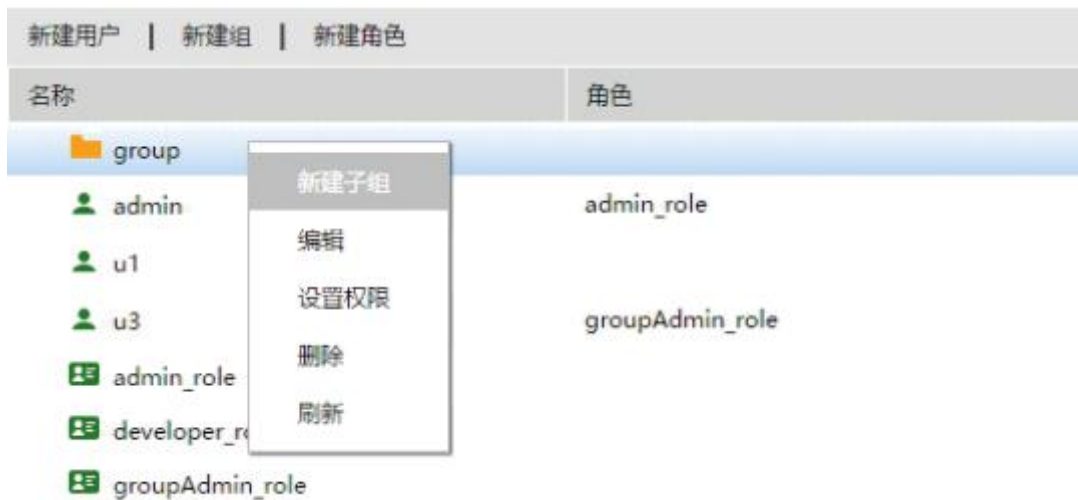 新建用户 | 新建组 | 新建角色
名称 角色
group
新建子组
admin admin_role
编辑
u1
设置权限
u3 groupAdmin_role
删除
admin_role
刷新
developer_r
groupAdmin_role